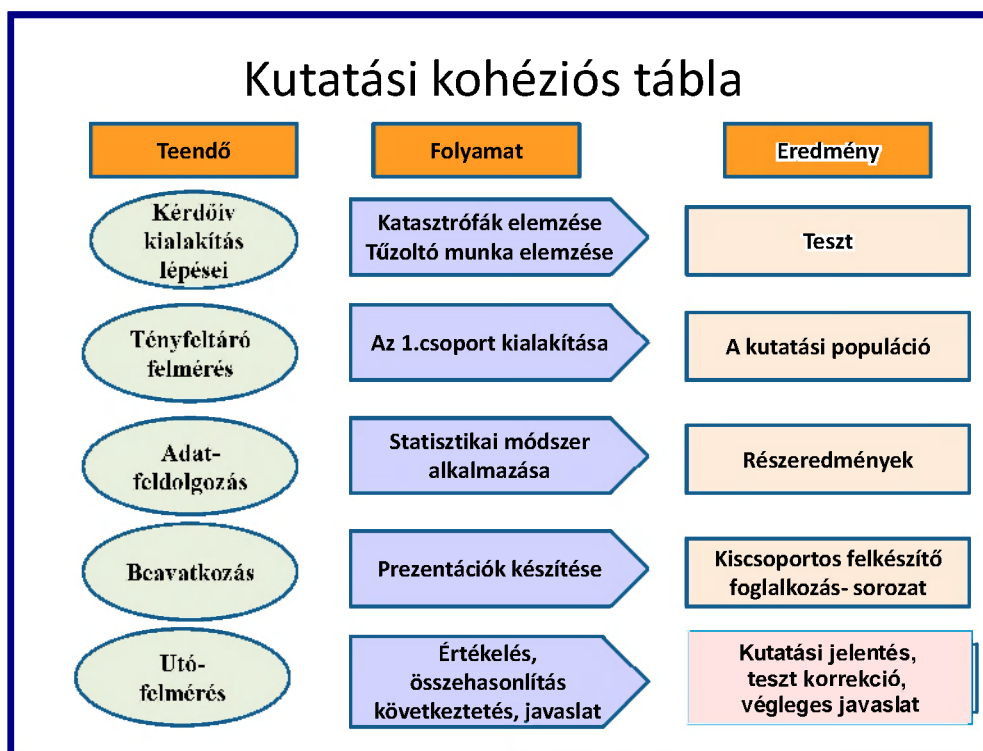 Kutatási kohéziós tábla
Teendő
Folyamat
Eredmény
Kérdőív
kialakítás
lépései
Katasztrófák elemzése
Tűzoltó munka elemzése
Teszt
Tényfeltáró
felmérés
Az 1.csoport kialakítása
A kutatási populáció
Adat-
feldolgozás
Statisztikai módszer
alkalmazása
Részeredmények
Beavatkozás
Prezentációk készítése
Kiscsoportos felkészítő
foglalkozás- sorozat
Utó-
felmérés
Értékelés,
összehasonlítás
következtetés, javaslat
Kutatási jelentés,
teszt korrekció,
végleges javaslat